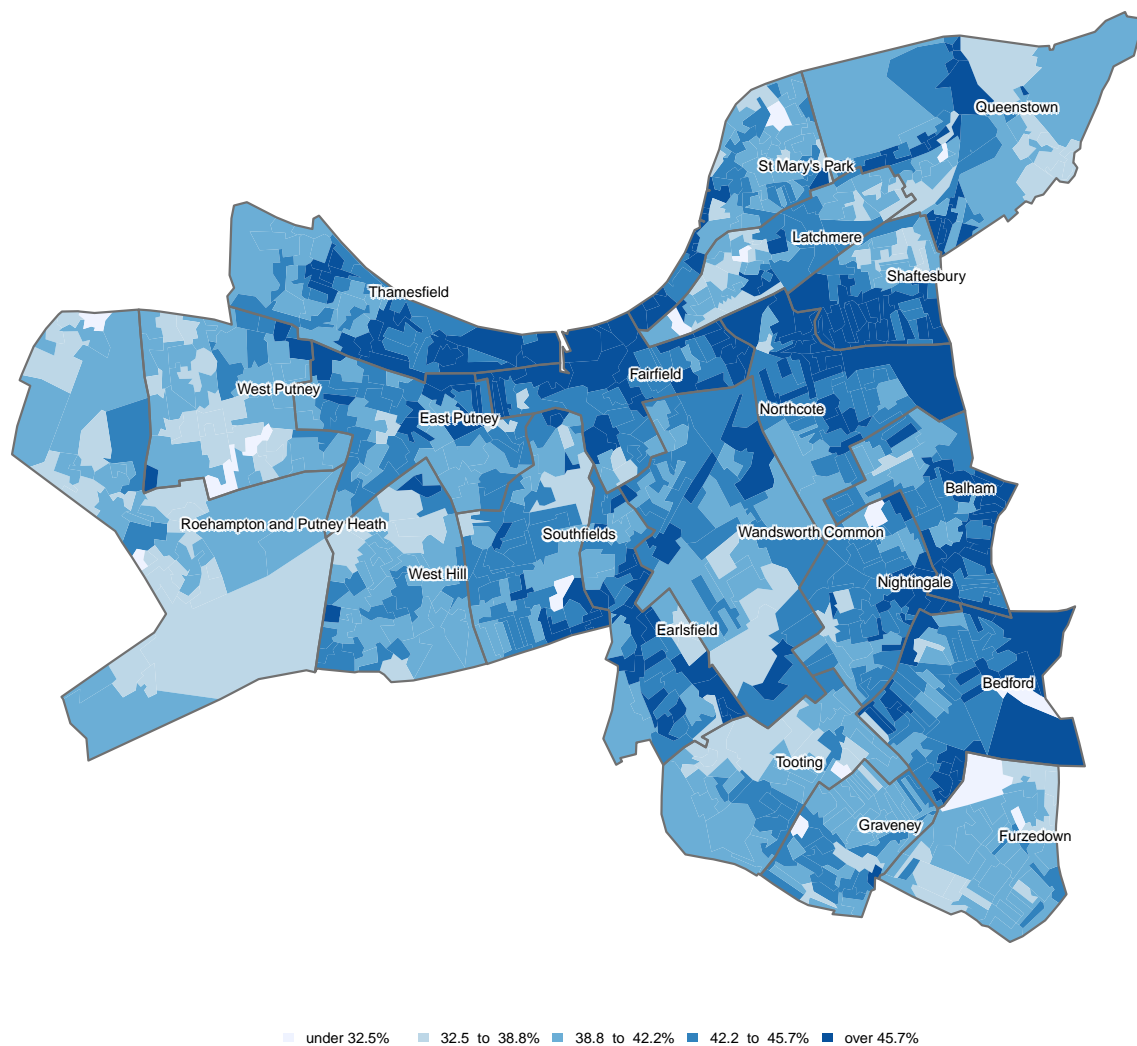 Queenstown
St Mary's Park
Latchmere
Shaftesbury
Thamesfield
Fairfield
West Putney
Northcote
East Putney
Balham
Roehampton and Putney Heath
Southfields
Wandsworth Common
West Hill
Nightingale
Earlsfield
Bedford
Tooting
Graveney
Furzedown
under 32.5% 32.5 to 38.8% 38.8 to 42.2% 42.2 to 45.7% over 45.7%